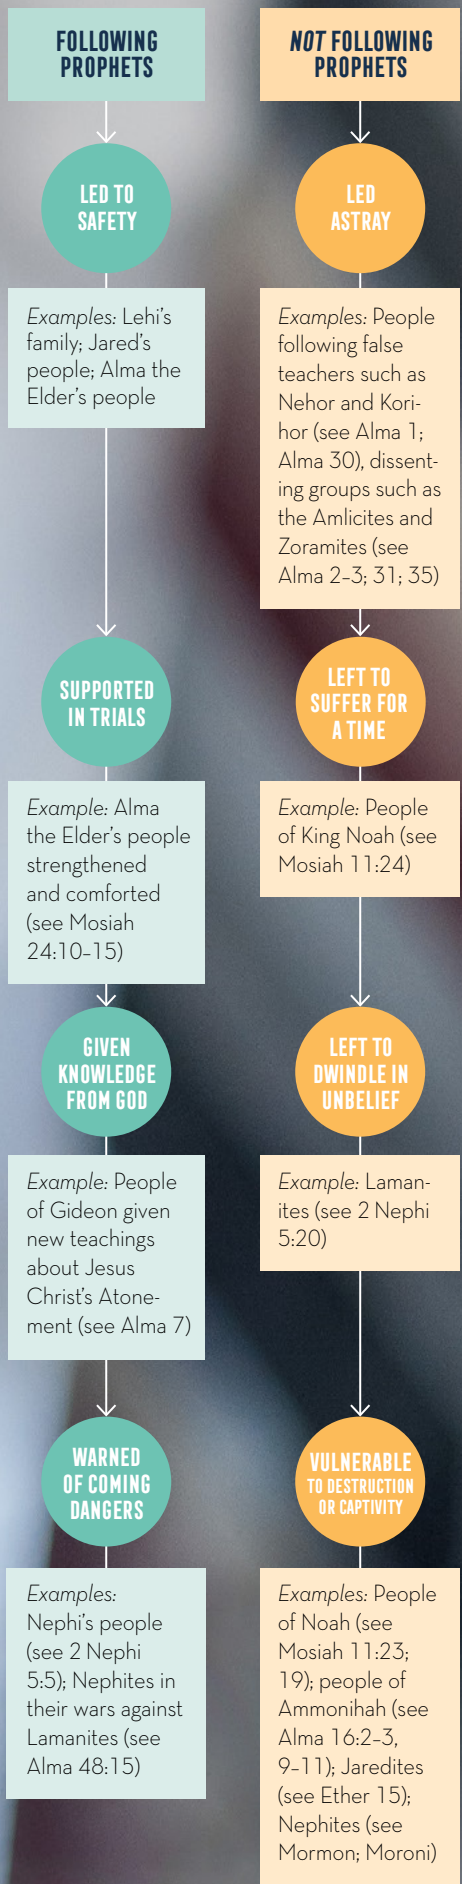 FOLLOWING
PROPHETS
LED TO
SAFETY
Examples: Lehi's
family; Jared's
people; Alma the
Elder's people
SUPPORTED
IN TRIALS
Example: Alma
the Elder's people
strengthened
and comforted
(see Mosiah
24:10–15)
GIVEN
KNOWLEDGE
FROM GOD
Example: People
of Gideon given
new teachings
about Jesus
Christ's Atone-
ment (see Alma 7)
WARNED
OF COMING
DANGERS
Examples:
Nephi's people
(see 2 Nephi
5:5); Nephites in
their wars against
Lamanites (see
Alma 48:15)
NOT FOLLOWING
PROPHETS
LED
ASTRAY
Examples: People
following false
teachers such as
Nehor and Kori-
hor (see Alma 1;
Alma 30), dissent-
ing groups such as
the Amlicites and
Zoramites (see
Alma 2–3; 31; 35)
LEFT TO
SUFFER FOR
A TIME
Example: People
of King Noah (see
Mosiah 11:24)
LEFT TO
DWINDLE IN
UNBELIEF
Example: Laman-
ites (see 2 Nephi
5:20)
VULNERABLE
TO DESTRUCTION
OR CAPTIVITY
Examples: People
of Noah (see
Mosiah 11:23;
19); people of
Ammonihah (see
Alma 16:2–3,
9–11); Jaredites
(see Ether 15);
Nephites (see
Mormon; Moroni)